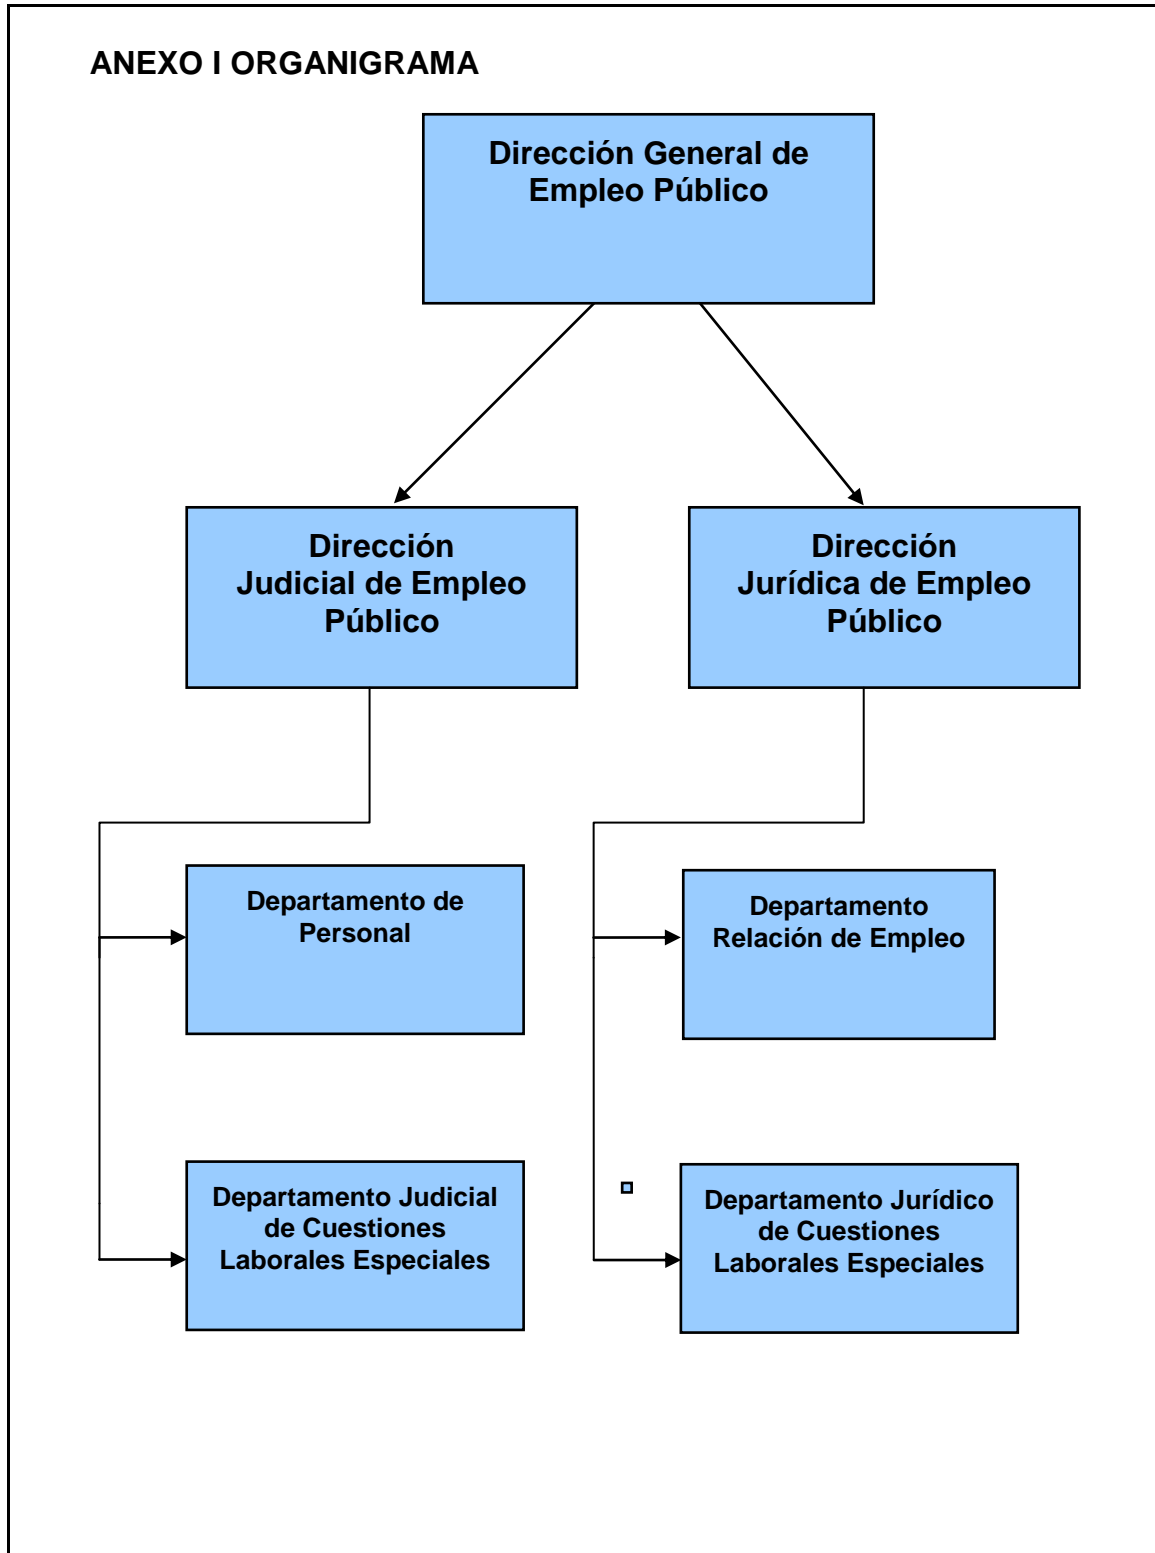 ANEXO I ORGANIGRAMA
Dirección General de
Empleo Público
Dirección
Judicial de Empleo
Público
Dirección
Jurídica de Empleo
Público
Departamento de
Personal
Departamento
Relación de Empleo
Departamento Judicial
de Cuestiones
Laborales Especiales
Departamento Jurídico
de Cuestiones
Laborales Especiales